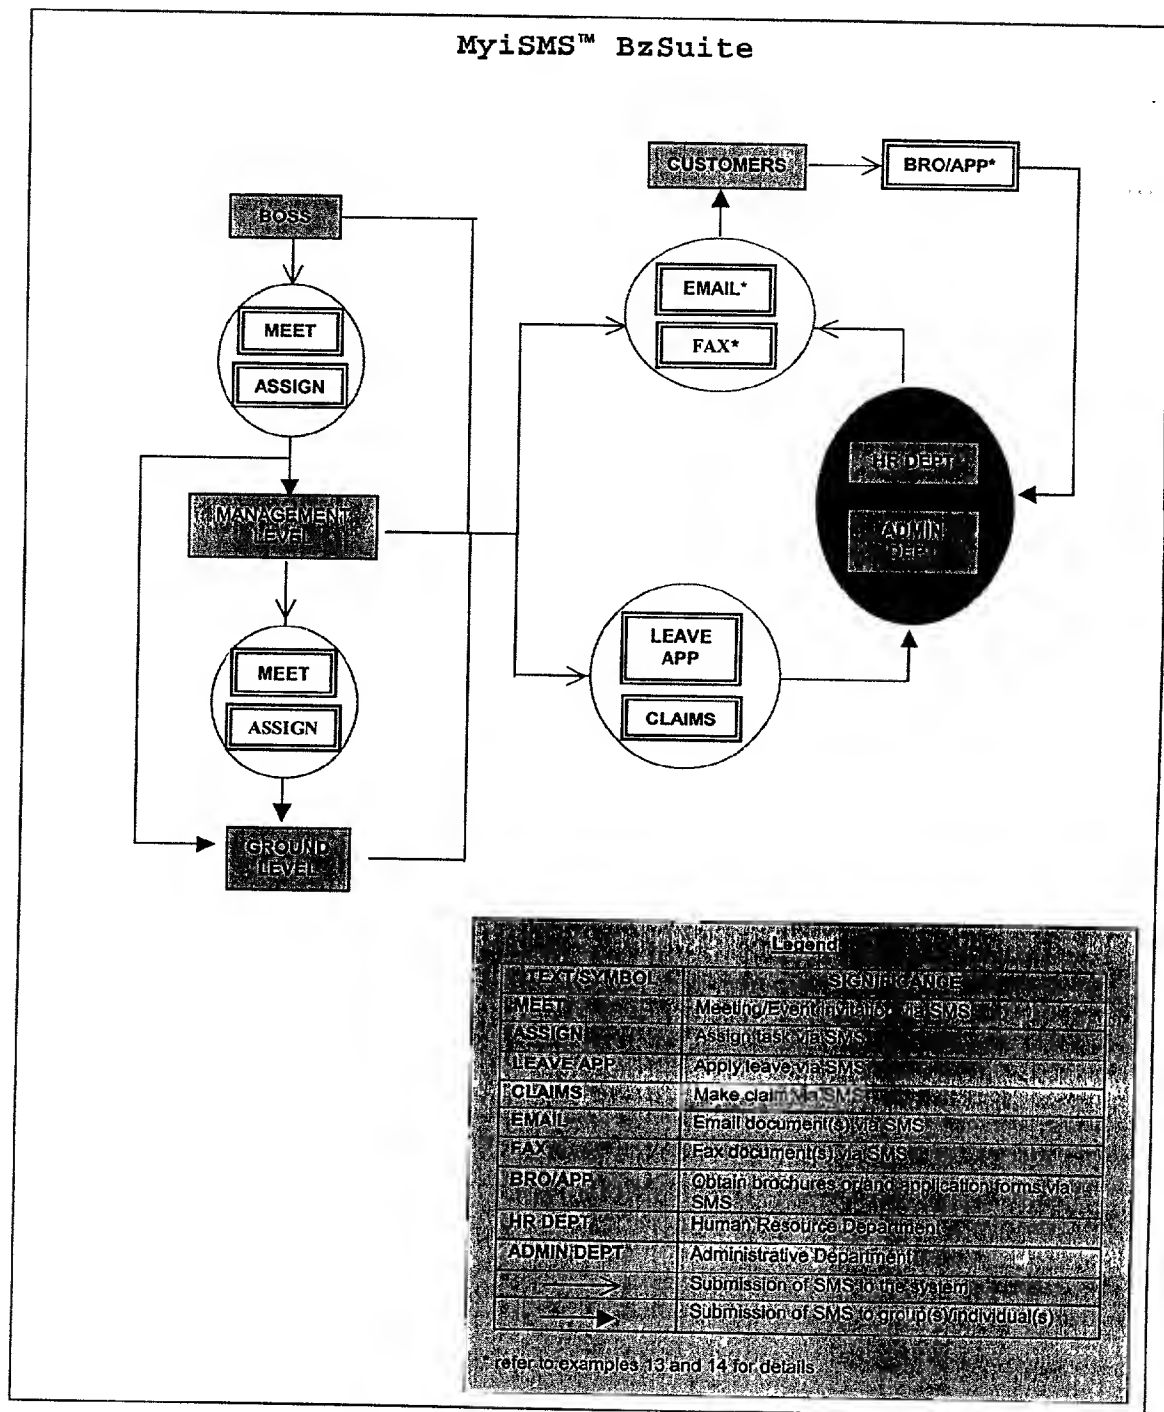 MyiSMS™ BzSuite
CUSTOMERS
BRO/APP*
BOSS
EMAIL*
FAX*
MEET
ASSIGN
HR DEPT
ADMIN
DEPT
MANAGEMENT
LEVEL
LEAVE
APP
CLAIMS
MEET
ASSIGN
GROUND
LEVEL
Legend
TEXT/SYMBOL SIGNIFICANCE
MEET Meeting/Event invitation via SMS
ASSIGN Assign task via SMS
LEAVE APP Apply leave via SMS
CLAIMS Make claim via SMS
EMAIL Email document(s) via SMS
FAX Fax document(s) via SMS
BRO/APP Obtain brochures or/and application forms via
SMS
HR DEPT Human Resource Department
ADMIN DEPT Administrative Department
Submission of SMS to the system
Submission of SMS to group(s)/individual(s)
* refer to examples 13 and 14 for details